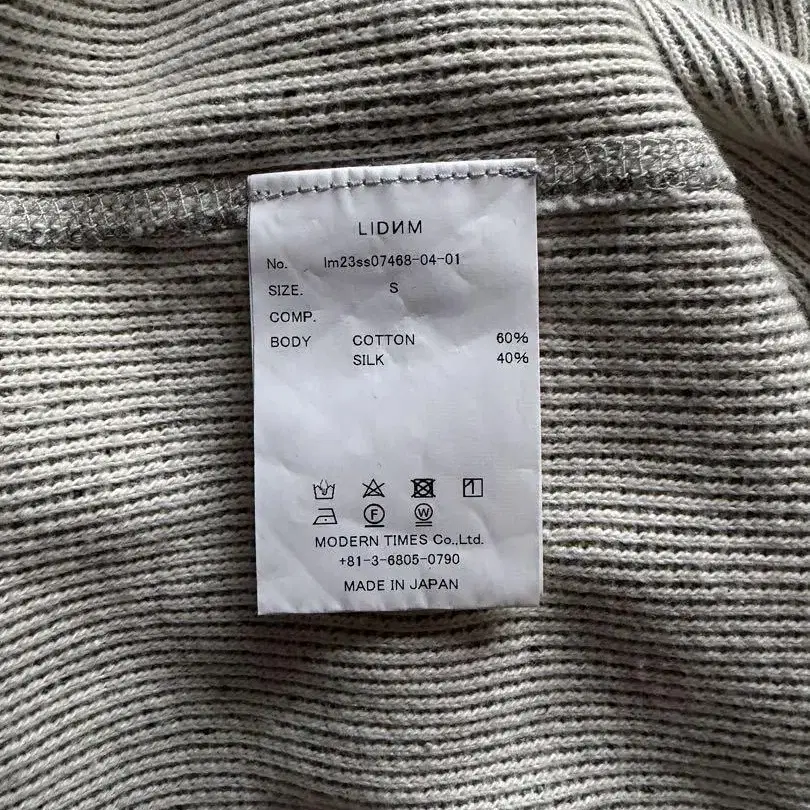 LIDИM
No. lm23ss07468-04-01
SIZE. S
COMP.
BODY COTTON 60%
SILK 40%
F W
MODERN TIMES Co.,Ltd.
+81-3-6805-0790
MADE IN JAPAN